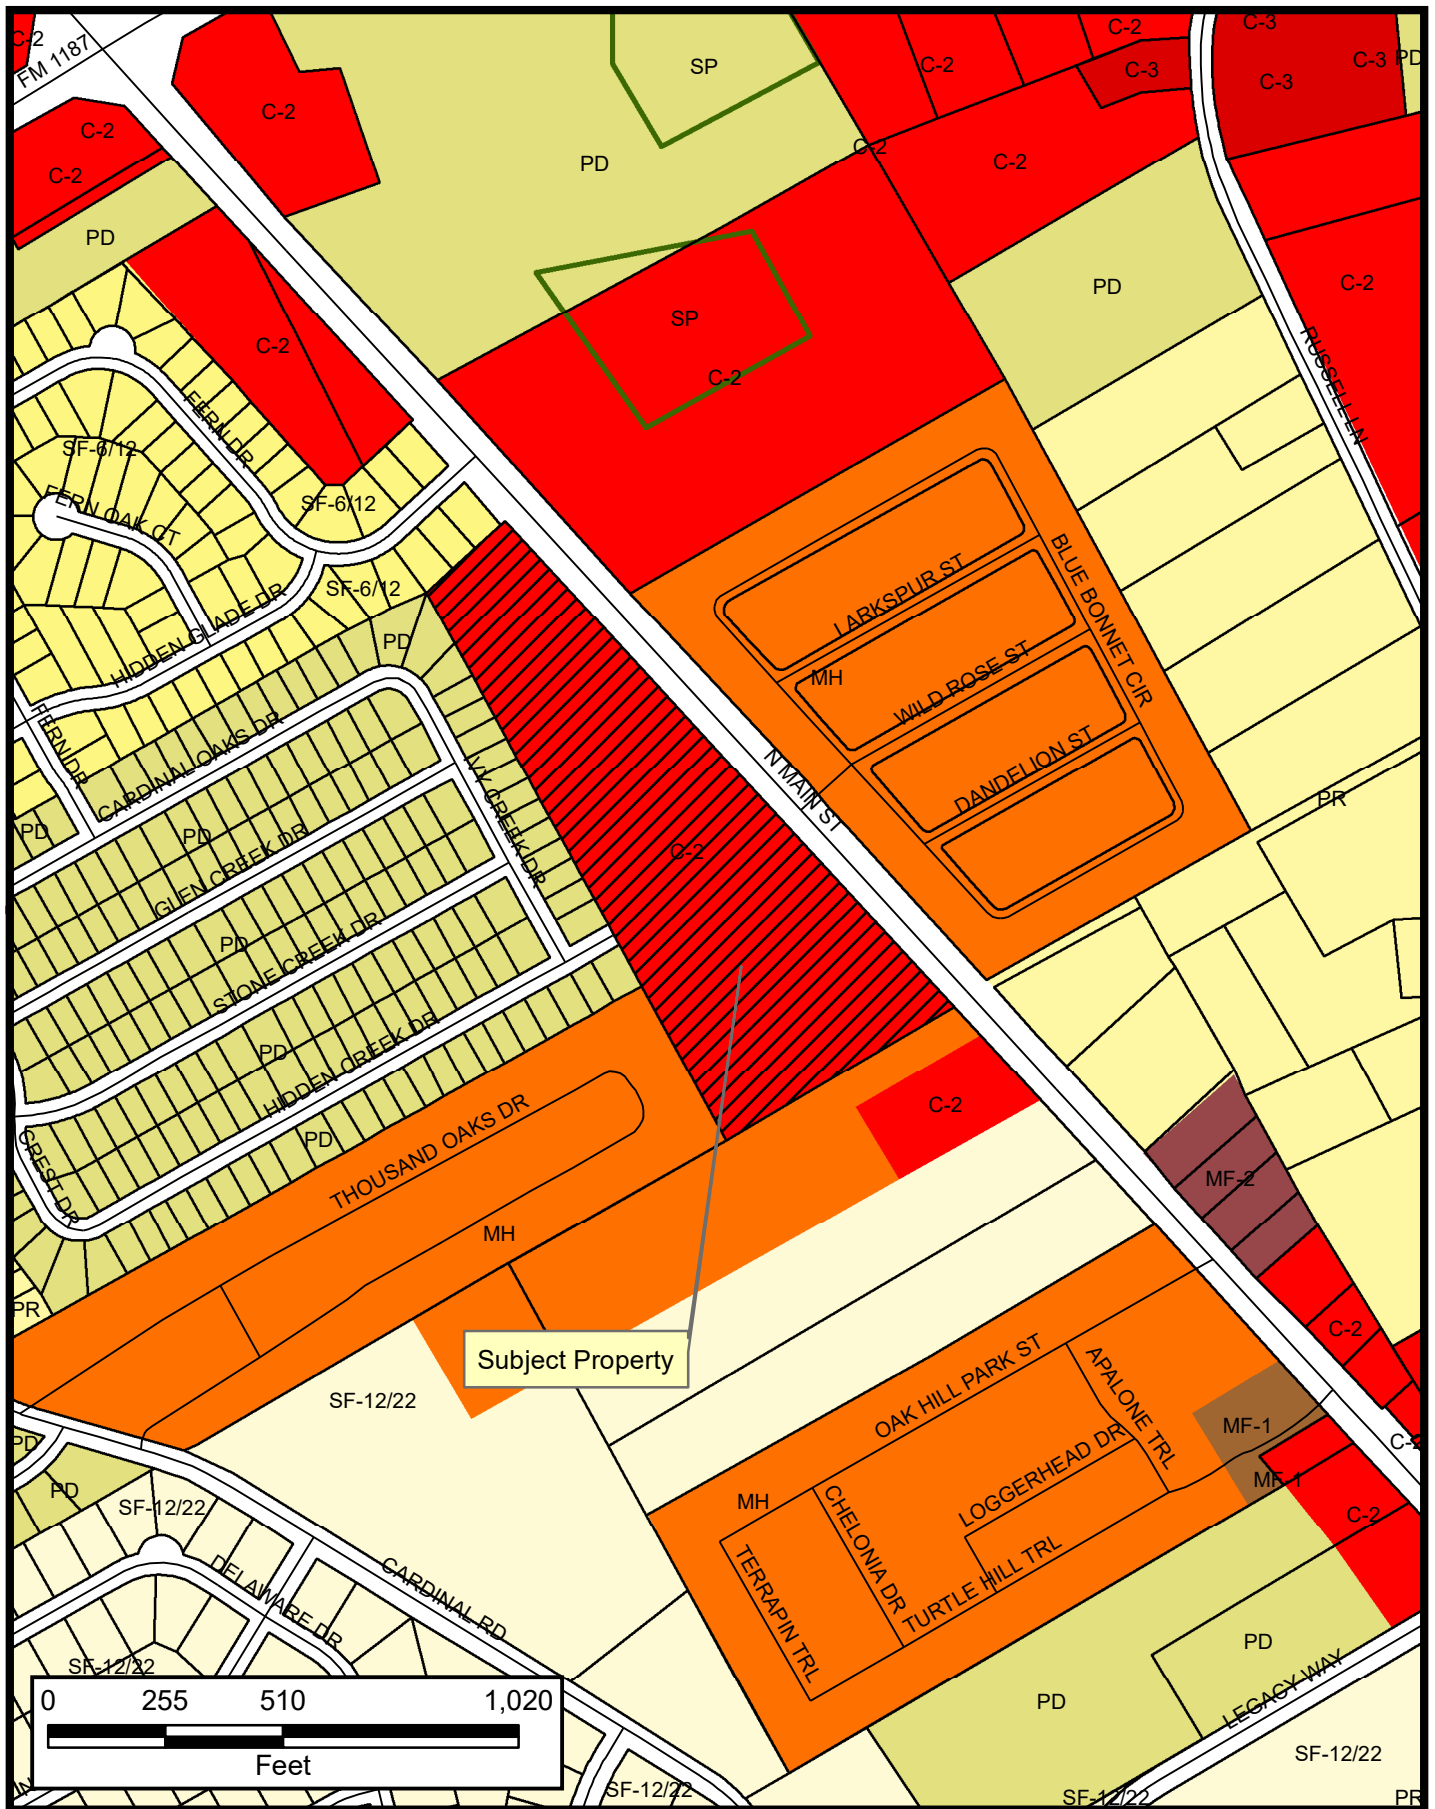 C-2
FM 1187
C-2
C-2
C-2
PD
SP
PD
C-2
C-2
C-3
C-3
C-3
C-3
PD
C-2
C-2
PD
C-2
RUSSELL LN
SP
C-2
C-2
FERN DR
SF-6/12
FERN OAK CT
SF-6/12
SF-6/12
HIDDEN GLADE DR
PD
FERN DR
CARDINAL OAKS DR
PD
PD
GLEN CREEK DR
IVY CREEK DR
PD
STONE CREEK DR
PD
HIDDEN CREEK DR
PD
CREST DR
LARKSPUR ST
BLUE BONNET CIR
MH
WILD ROSE ST
DANDELION ST
N MAIN ST
C-2
PR
C-2
MF-2
THOUSAND OAKS DR
MH
PR
Subject Property
C-2
SF-12/22
OAK HILL PARK ST
APALONE TRL
MF-1
MF-1
C-2
C-2
PD
PD
SF-12/22
MH
LOGGERHEAD DR
CHELONIA DR
TERRAPIN TRL
TURTLE HILL TRL
DELAWARE DR
CARDINAL RD
SF-12/22
PD
PD
LEGACY WAY
SF-12/22
SF-12/22
SF-12/22
PR
0 255 510 1,020
Feet